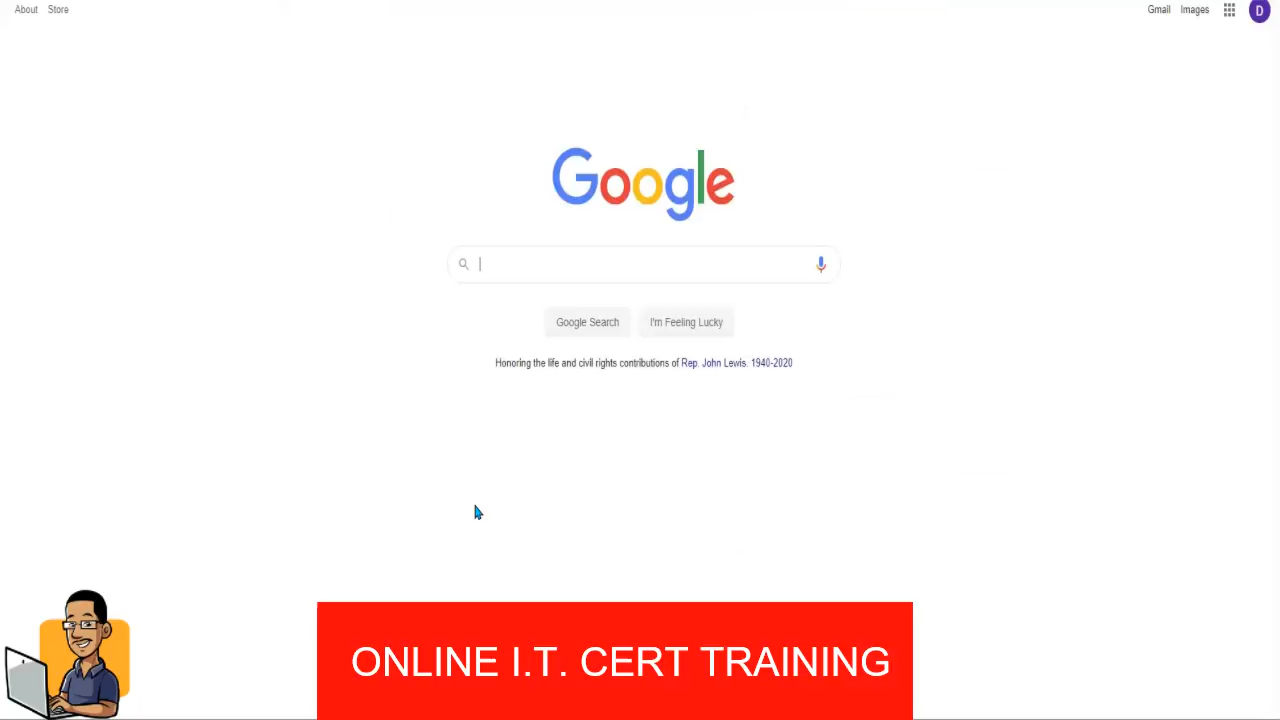 About Store Gmail Images D
Google
Google Search I'm Feeling Lucky
Honoring the life and civil rights contributions of Rep. John Lewis. 1940-2020
ONLINE I.T. CERT TRAINING